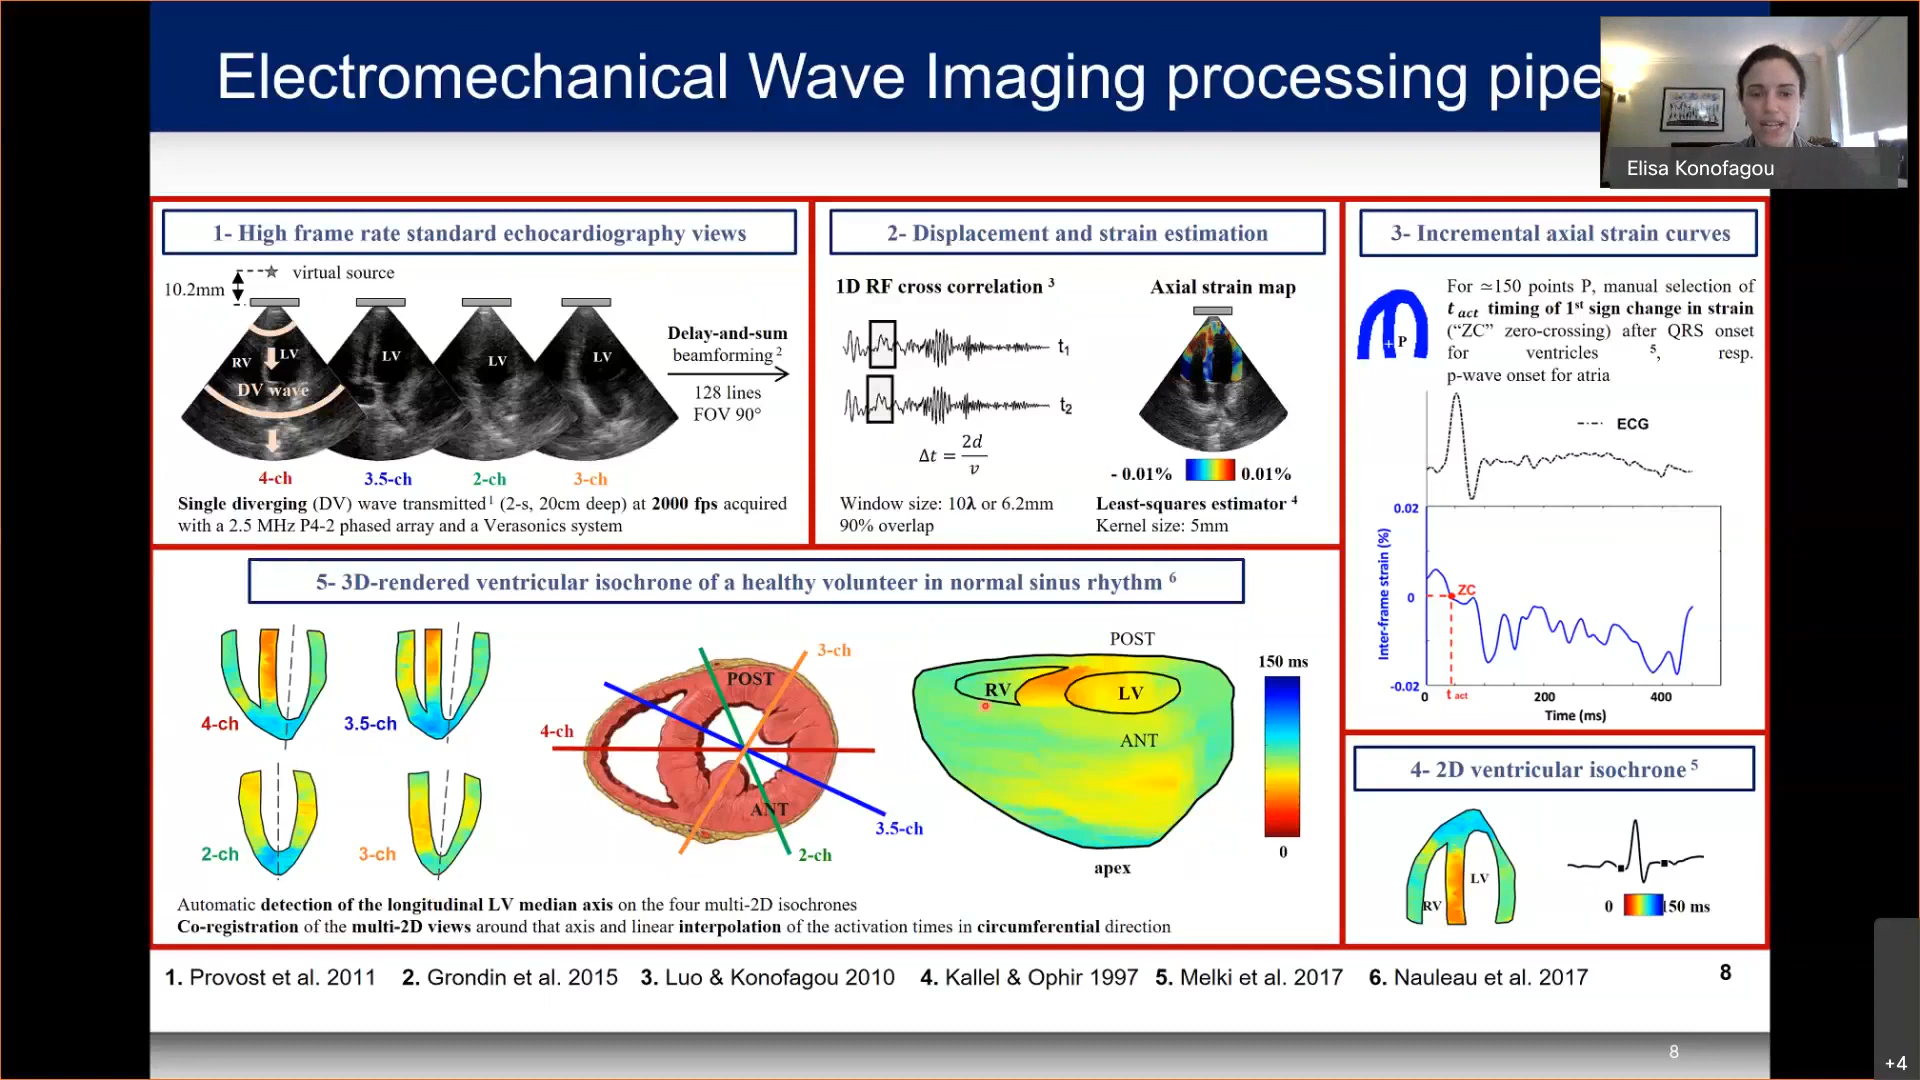 Electromechanical Wave Imaging processing pipe
Elisa Konofagou
1- High frame rate standard echocardiography views
virtual source
10.2mm
RV
LV
DV wave
LV
LV
LV
4-ch
3.5-ch
2-ch
3-ch
Delay-and-sum
beamforming 2
128 lines
FOV 90°
Single diverging (DV) wave transmitted 1 (2-s, 20cm deep) at 2000 fps acquired
with a 2.5 MHz P4-2 phased array and a Verasonics system
2- Displacement and strain estimation
1D RF cross correlation 3
t1
t2
Δt = 2d/v
Window size: 10λ or 6.2mm
90% overlap
Axial strain map
- 0.01%
0.01%
Least-squares estimator 4
Kernel size: 5mm
3- Incremental axial strain curves
+ P
For ≃150 points P, manual selection of
t act timing of 1st sign change in strain
(“ZC” zero-crossing) after QRS onset
for ventricles 5, resp.
p-wave onset for atria
ECG
0.02
0
-0.02
Inter-frame strain (%)
ZC
0
t act
200
400
Time (ms)
4- 2D ventricular isochrone 5
RV
LV
0
150 ms
5- 3D-rendered ventricular isochrone of a healthy volunteer in normal sinus rhythm 6
4-ch
3.5-ch
2-ch
3-ch
POST
ANT
3-ch
4-ch
3.5-ch
2-ch
POST
RV
LV
ANT
apex
150 ms
0
Automatic detection of the longitudinal LV median axis on the four multi-2D isochrones
Co-registration of the multi-2D views around that axis and linear interpolation of the activation times in circumferential direction
1. Provost et al. 2011 2. Grondin et al. 2015 3. Luo & Konofagou 2010 4. Kallel & Ophir 1997 5. Melki et al. 2017 6. Nauleau et al. 2017
8
8
+4